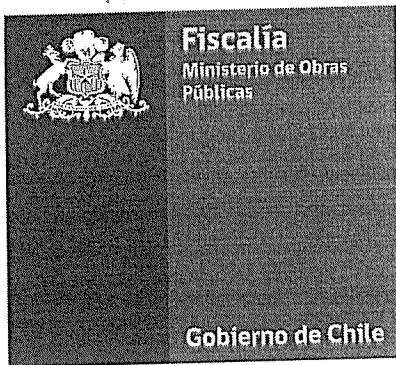 Fiscalía
Ministerio de Obras
Públicas
Gobierno de Chile